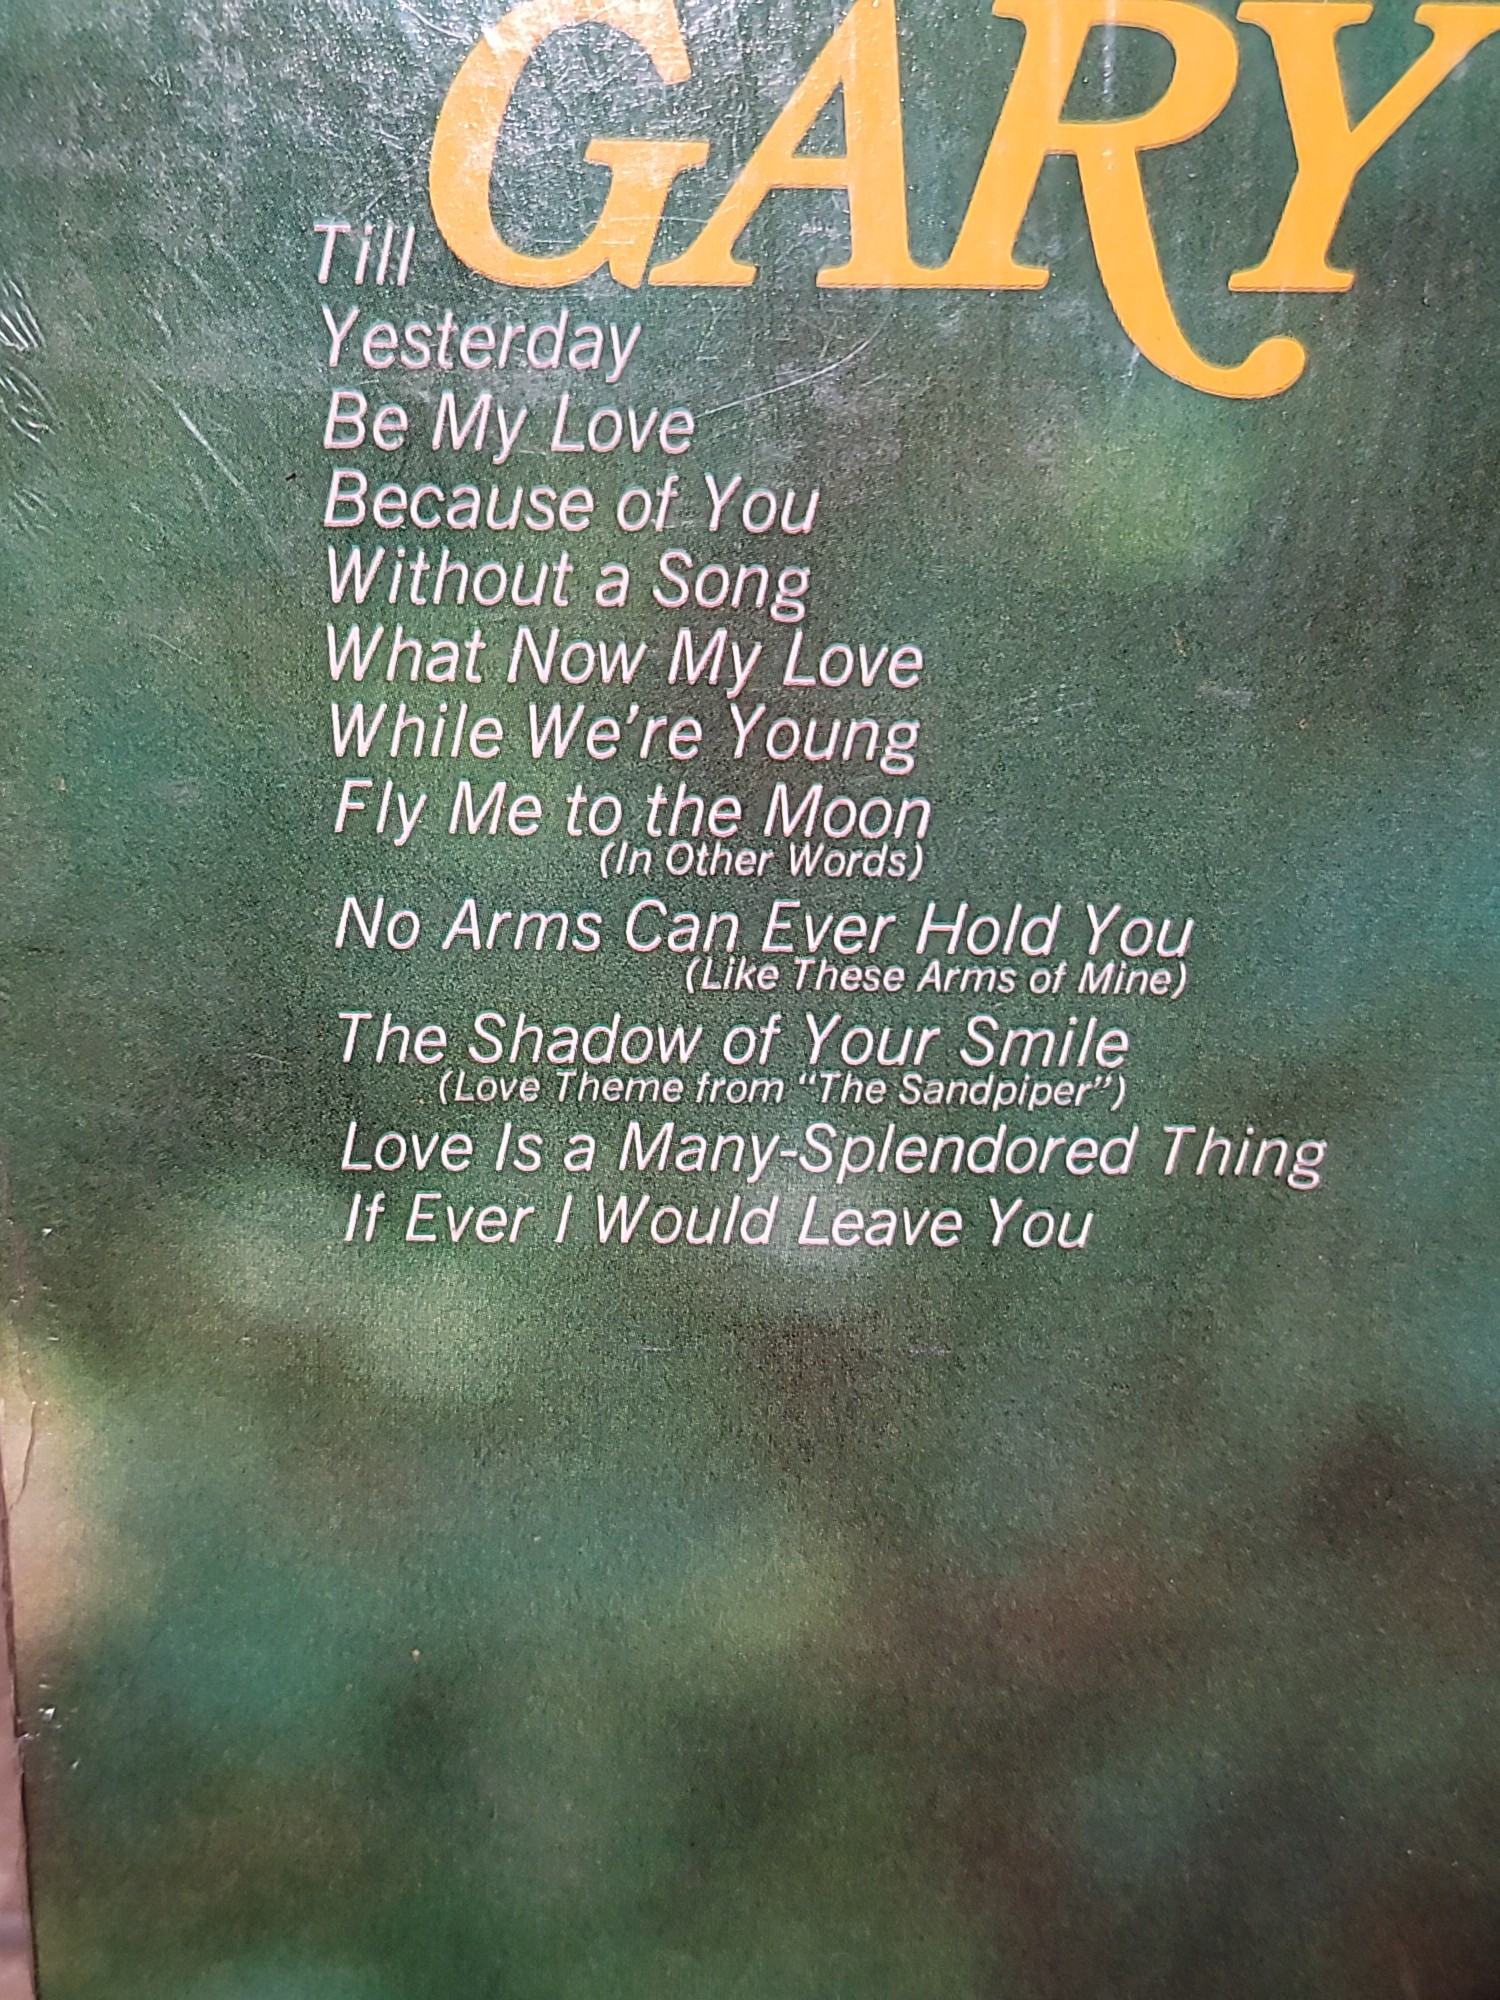 GARY
Till
Yesterday
Be My Love
Because of You
Without a Song
What Now My Love
While We're Young
Fly Me to the Moon
(In Other Words)
No Arms Can Ever Hold You
(Like These Arms of Mine)
The Shadow of Your Smile
(Love Theme from "The Sandpiper")
Love Is a Many-Splendored Thing
If Ever I Would Leave You